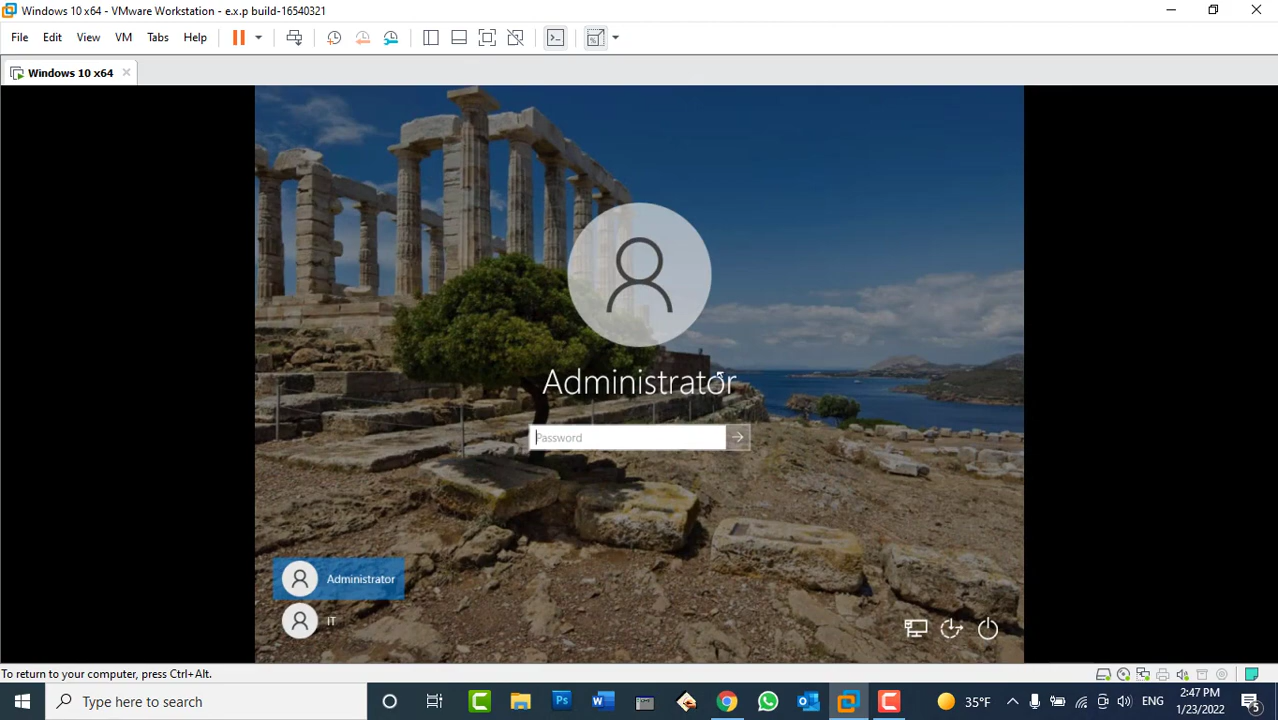 Windows 10 x64 - VMware Workstation - e.x.p build-16540321
File Edit View VM Tabs Help
Windows 10 x64
Administrator
Password
Administrator
IT
To return to your computer, press Ctrl+Alt.
Type here to search
Ps
W
35°F
ENG
2:47 PM
1/23/2022
5